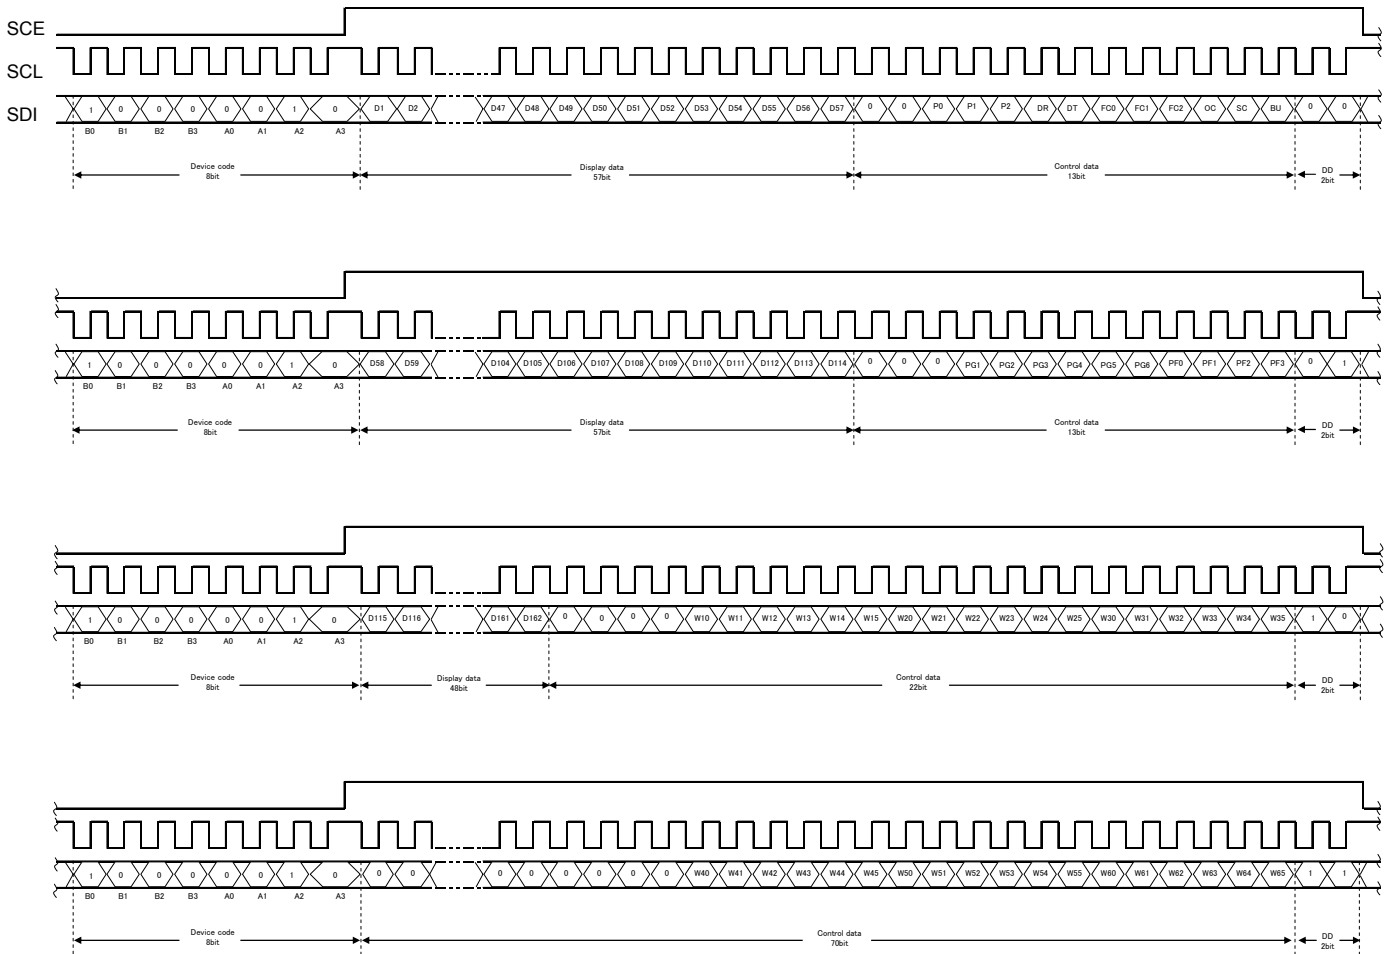 SCE
SCL
SDI
1 0 0 0 0 0 1 0 D1 D2 D47 D48 D49 D50 D51 D52 D53 D54 D55 D56 D57 0 0 P0 P1 P2 DR DT FC0 FC1 FC2 OC SC BU 0 0
B0 B1 B2 B3 A0 A1 A2 A3
Device code Display data Control data DD
8bit 57bit 13bit 2bit
1 0 0 0 0 0 1 0 D58 D59 D104 D105 D106 D107 D108 D109 D110 D111 D112 D113 D114 0 0 0 PG1 PG2 PG3 PG4 PG5 PG6 PF0 PF1 PF2 PF3 0 1
B0 B1 B2 B3 A0 A1 A2 A3
Device code Display data Control data DD
8bit 57bit 13bit 2bit
1 0 0 0 0 0 1 0 D115 D116 D161 D162 0 0 0 0 W10 W11 W12 W13 W14 W15 W20 W21 W22 W23 W24 W25 W30 W31 W32 W33 W34 W35 1 0
B0 B1 B2 B3 A0 A1 A2 A3
Device code Display data Control data DD
8bit 48bit 22bit 2bit
1 0 0 0 0 0 1 0 0 0 0 0 0 0 0 0 W40 W41 W42 W43 W44 W45 W50 W51 W52 W53 W54 W55 W60 W61 W62 W63 W64 W65 1 1
B0 B1 B2 B3 A0 A1 A2 A3
Device code Control data DD
8bit 70bit 2bit